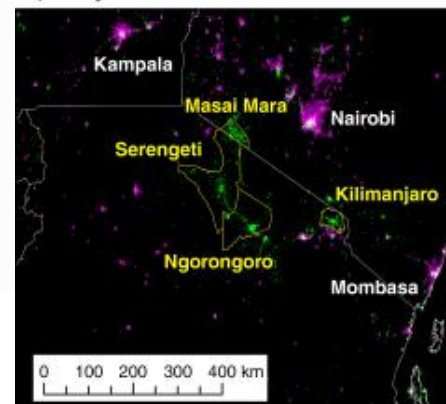 Kampala
Masai Mara
Nairobi
Serengeti
Kilimanjaro
Ngorongoro
Mombasa
0 100 200 300 400 km